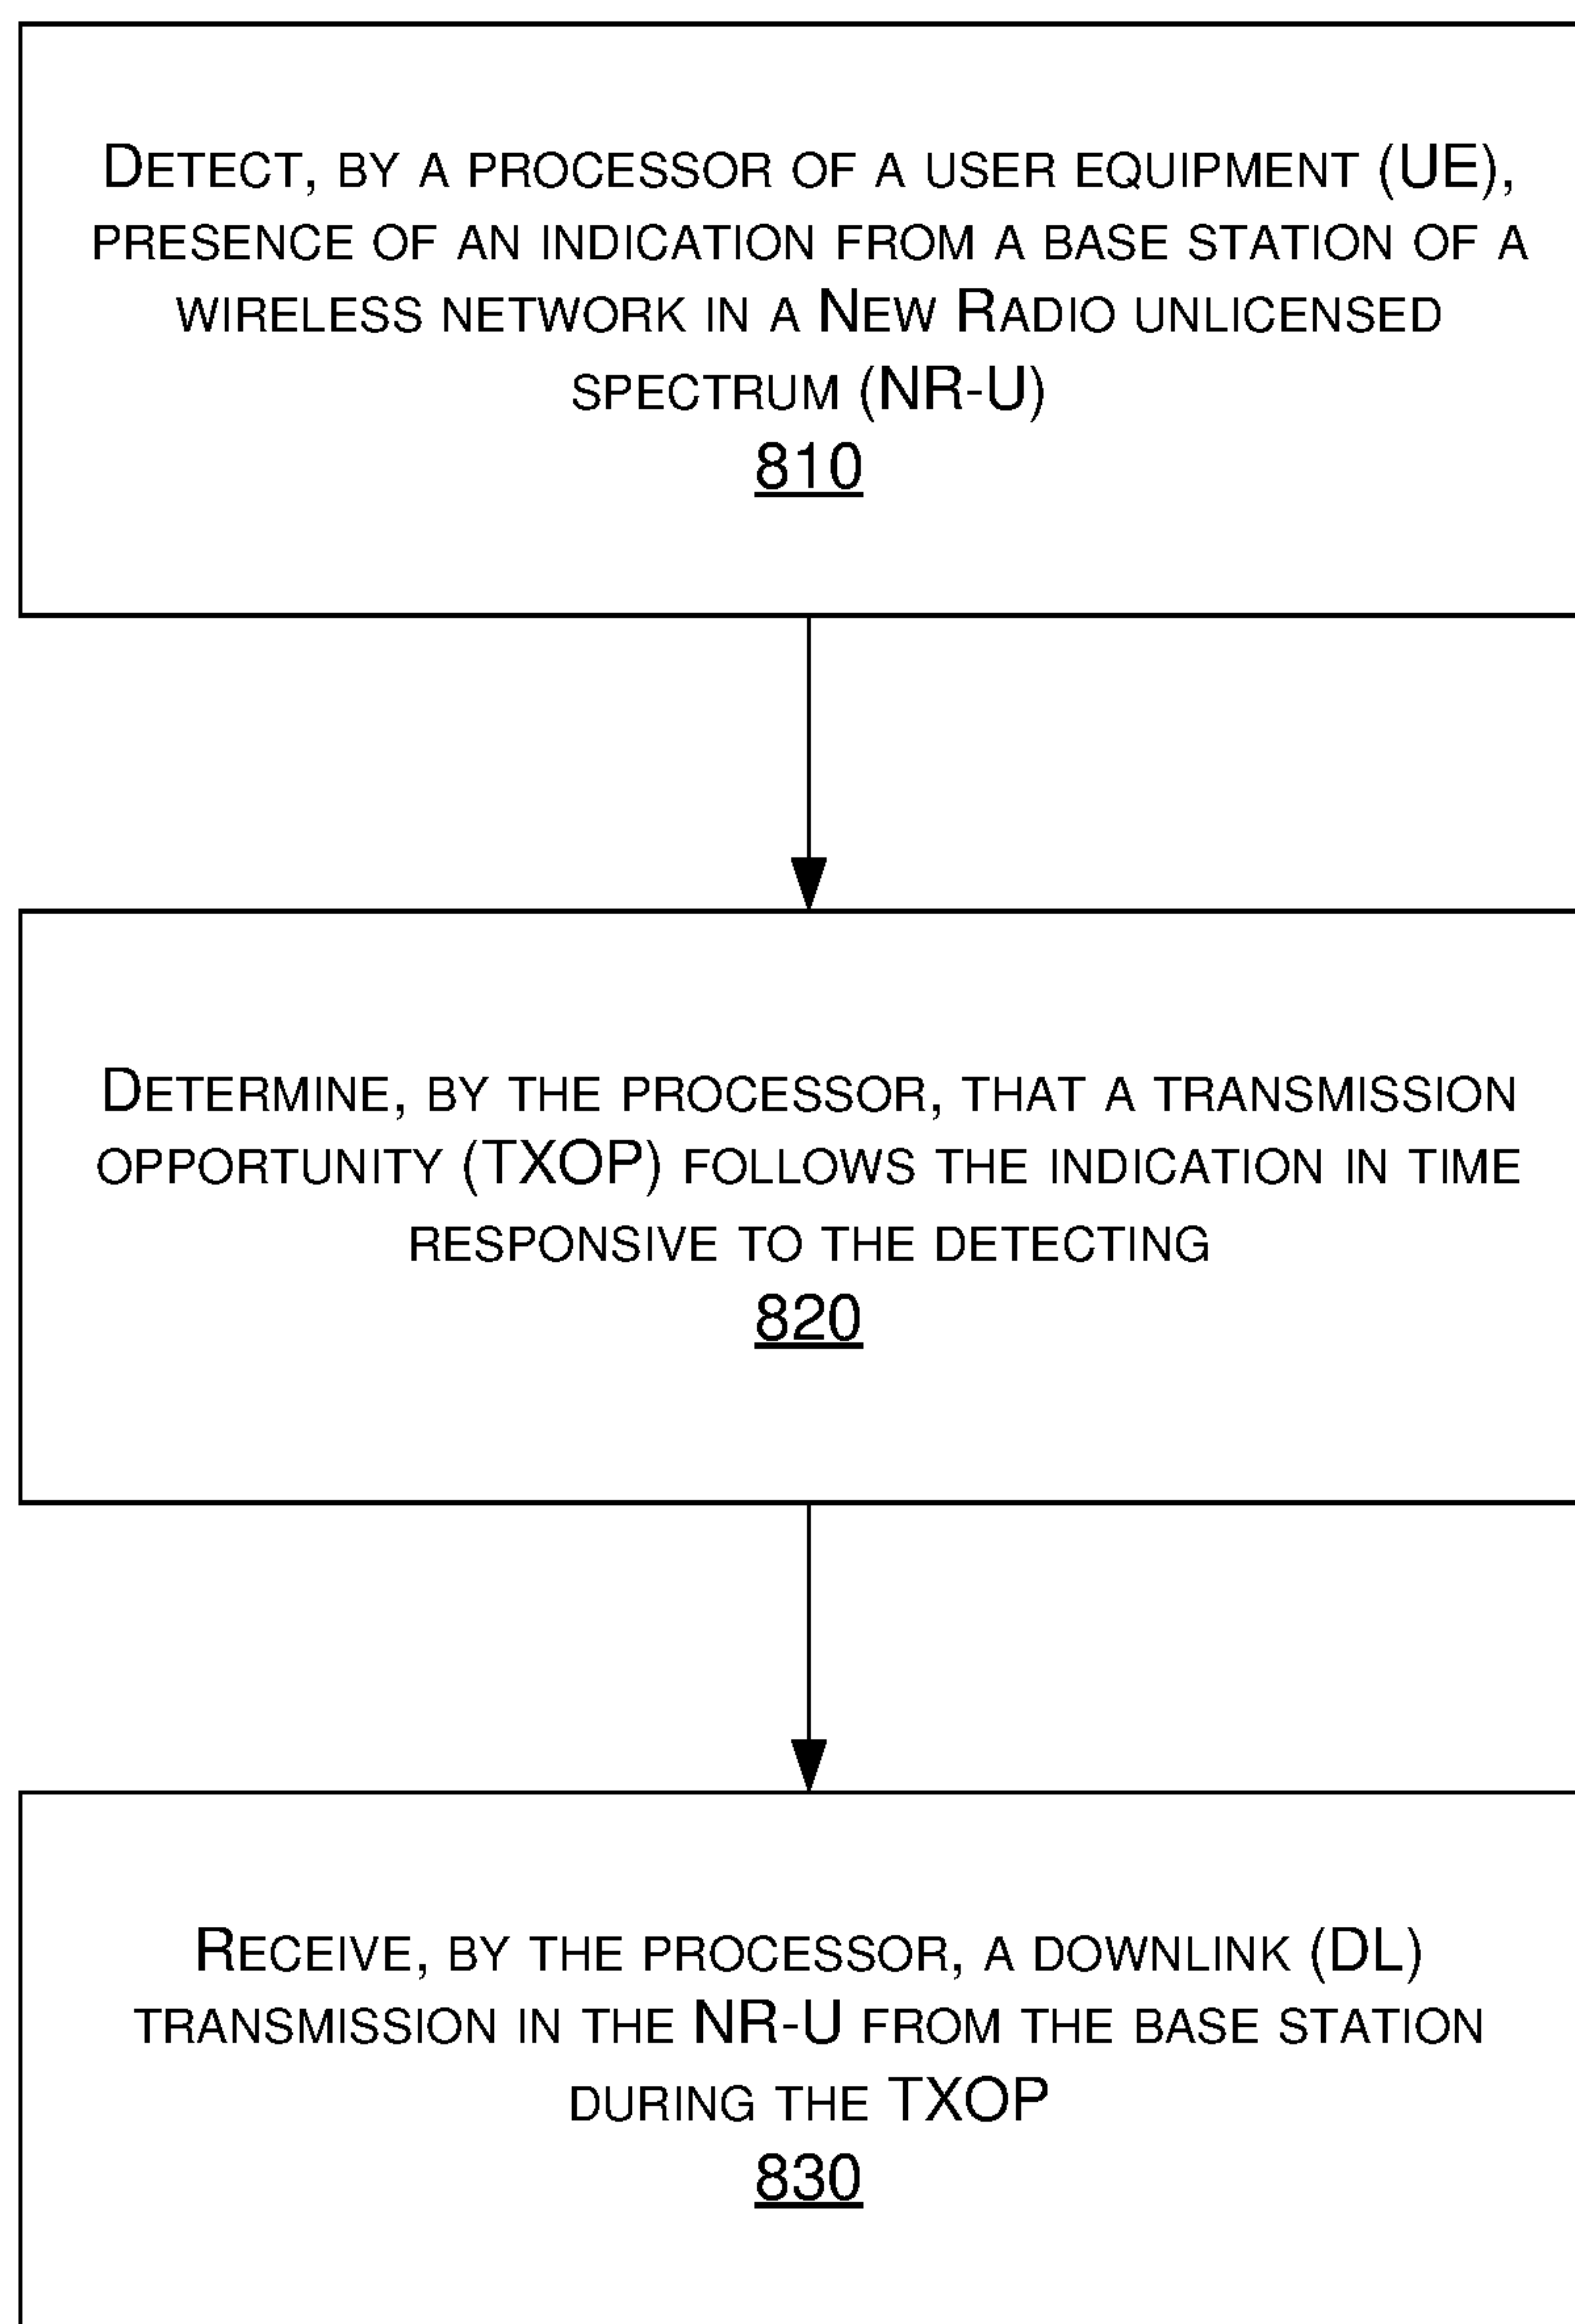 DETECT, BY A PROCESSOR OF A USER EQUIPMENT (UE),
PRESENCE OF AN INDICATION FROM A BASE STATION OF A
WIRELESS NETWORK IN A NEW RADIO UNLICENSED
SPECTRUM (NR-U)
810
DETERMINE, BY THE PROCESSOR, THAT A TRANSMISSION
OPPORTUNITY (TXOP) FOLLOWS THE INDICATION IN TIME
RESPONSIVE TO THE DETECTING
820
RECEIVE, BY THE PROCESSOR, A DOWNLINK (DL)
TRANSMISSION IN THE NR-U FROM THE BASE STATION
DURING THE TXOP
830